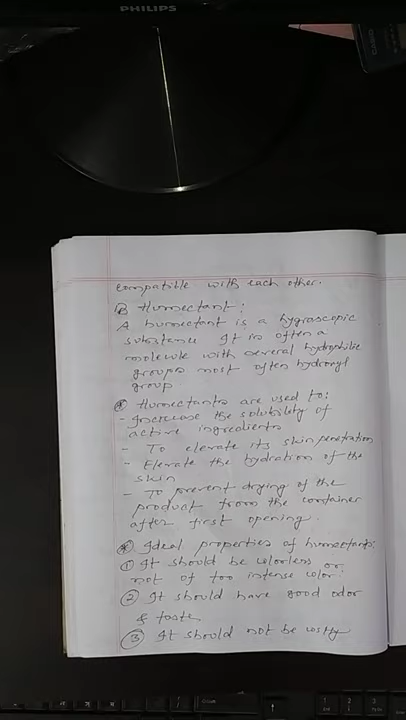 PHILIPS
compatible with each other.
B Humectant:
A humectant is a hygroscopic
substance It is often a
molecule with several hydrophilic
groups most often hydroxyl
group
Humectants are used to:
- Increase the solubility of
active ingredients
- To elevate its skin penetration
- Elevate the hydration of the
skin
- To prevent drying of the
product from the container
after first opening.
Ideal properties of humectants;
① It should be colorless or
not of too intense color.
② It should have good odor
& taste
③ It should not be costly